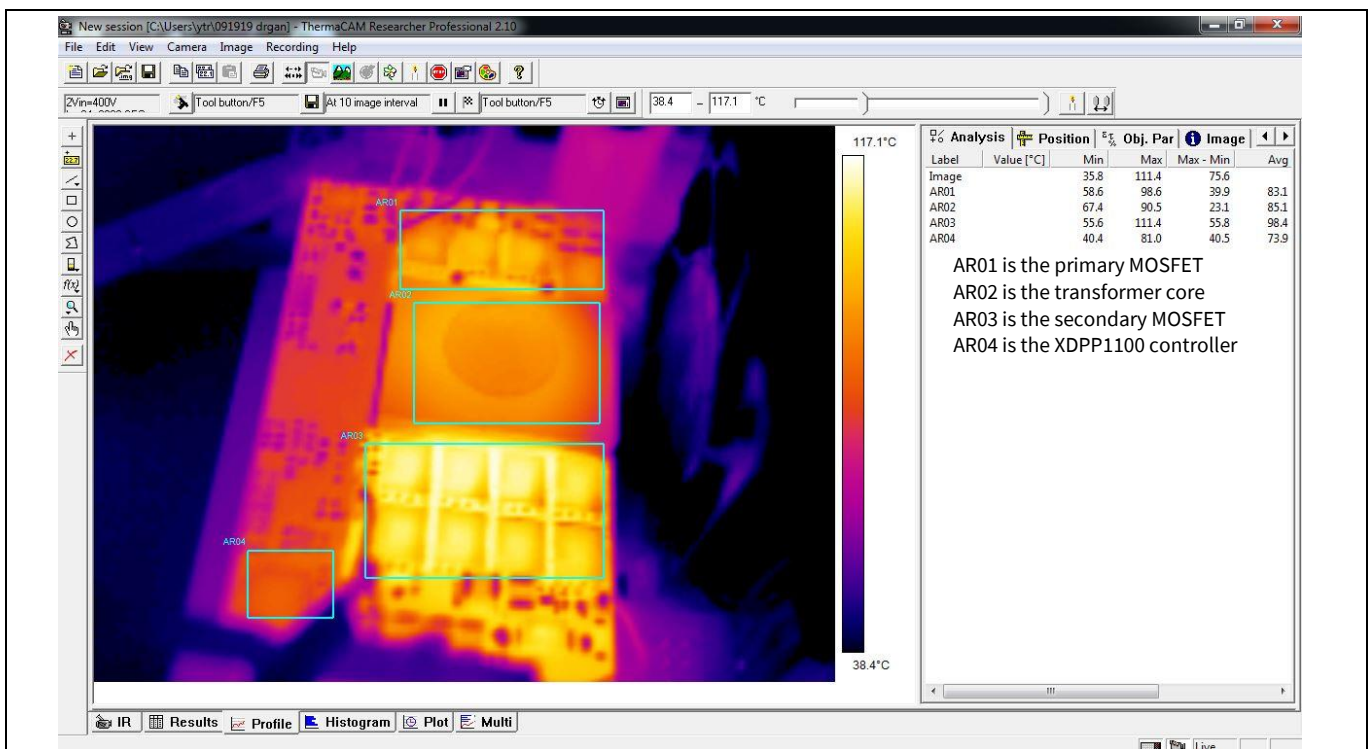 New session [C:\Users\ytr\091919 drgan] - ThermaCAM Researcher Professional 2.10
File Edit View Camera Image Recording Help
2Vin=400V Tool button/F5 At 10 image interval Tool button/F5 38.4 - 117.1 °C
117.1°C
AR01
AR02
AR03
AR04
38.4°C
Analysis Position Obj. Par Image
Label Value [°C] Min Max Max - Min Avg
Image 35.8 111.4 75.6
AR01 58.6 98.6 39.9 83.1
AR02 67.4 90.5 23.1 85.1
AR03 55.6 111.4 55.8 98.4
AR04 40.4 81.0 40.5 73.9
AR01 is the primary MOSFET
AR02 is the transformer core
AR03 is the secondary MOSFET
AR04 is the XDPP1100 controller
IR Results Profile Histogram Plot Multi
Live